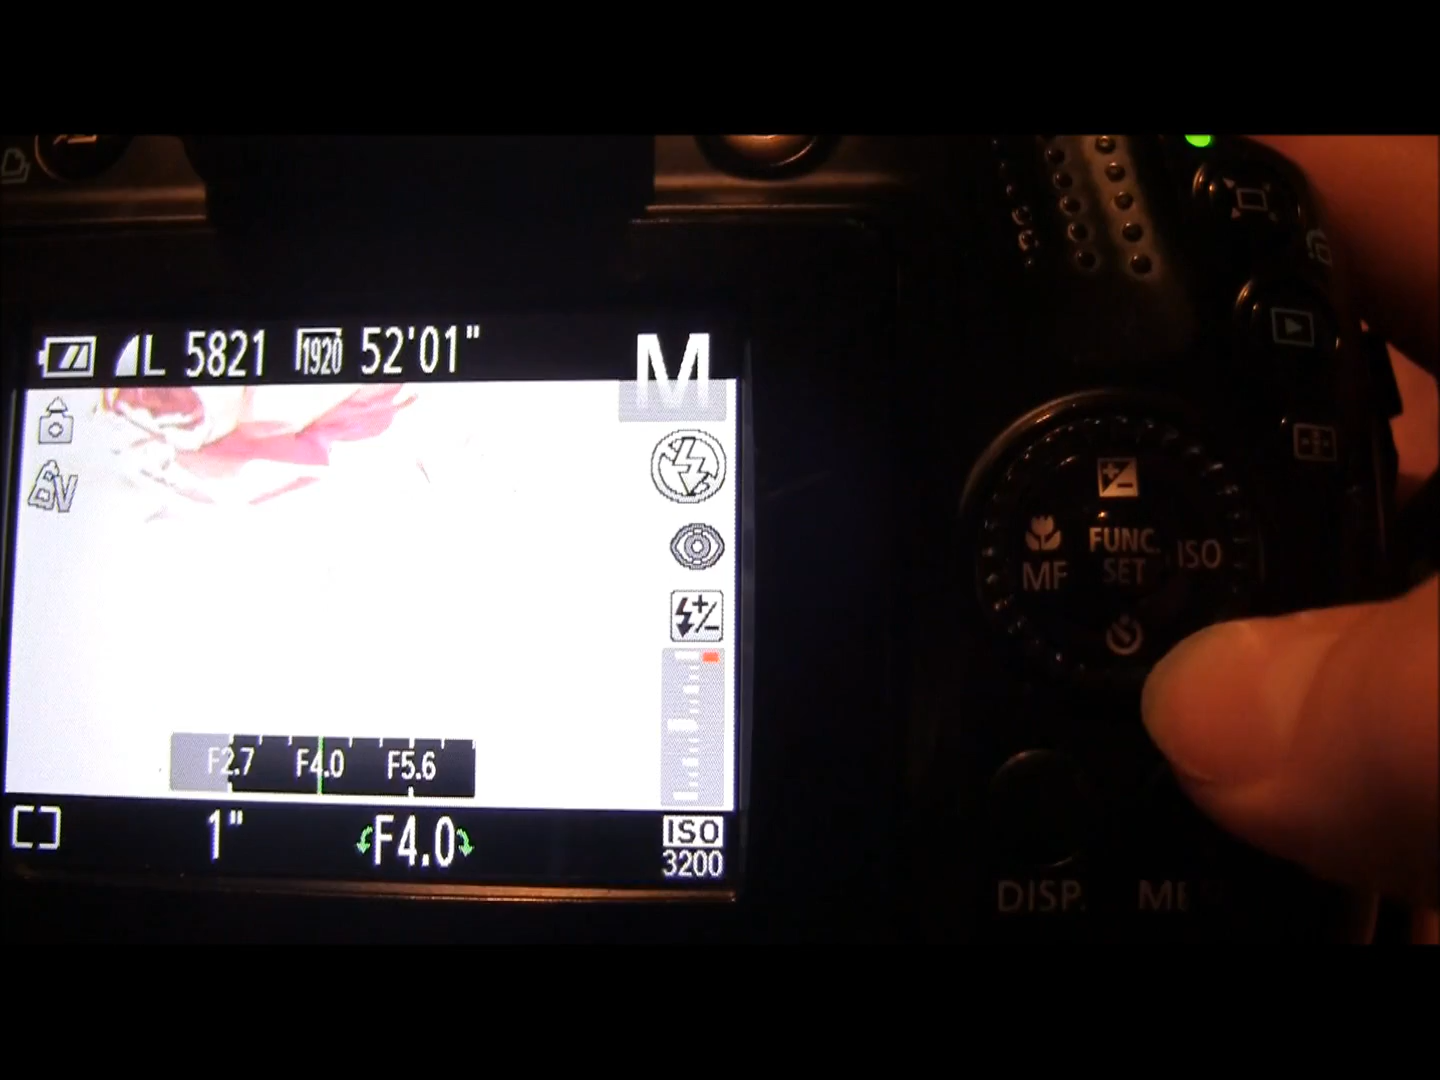 L 5821 1920 52'01" M
F2.7 F4.0 F5.6
1" F4.0 ISO
3200
FUNC.
SET
MF
ISO
DISP.